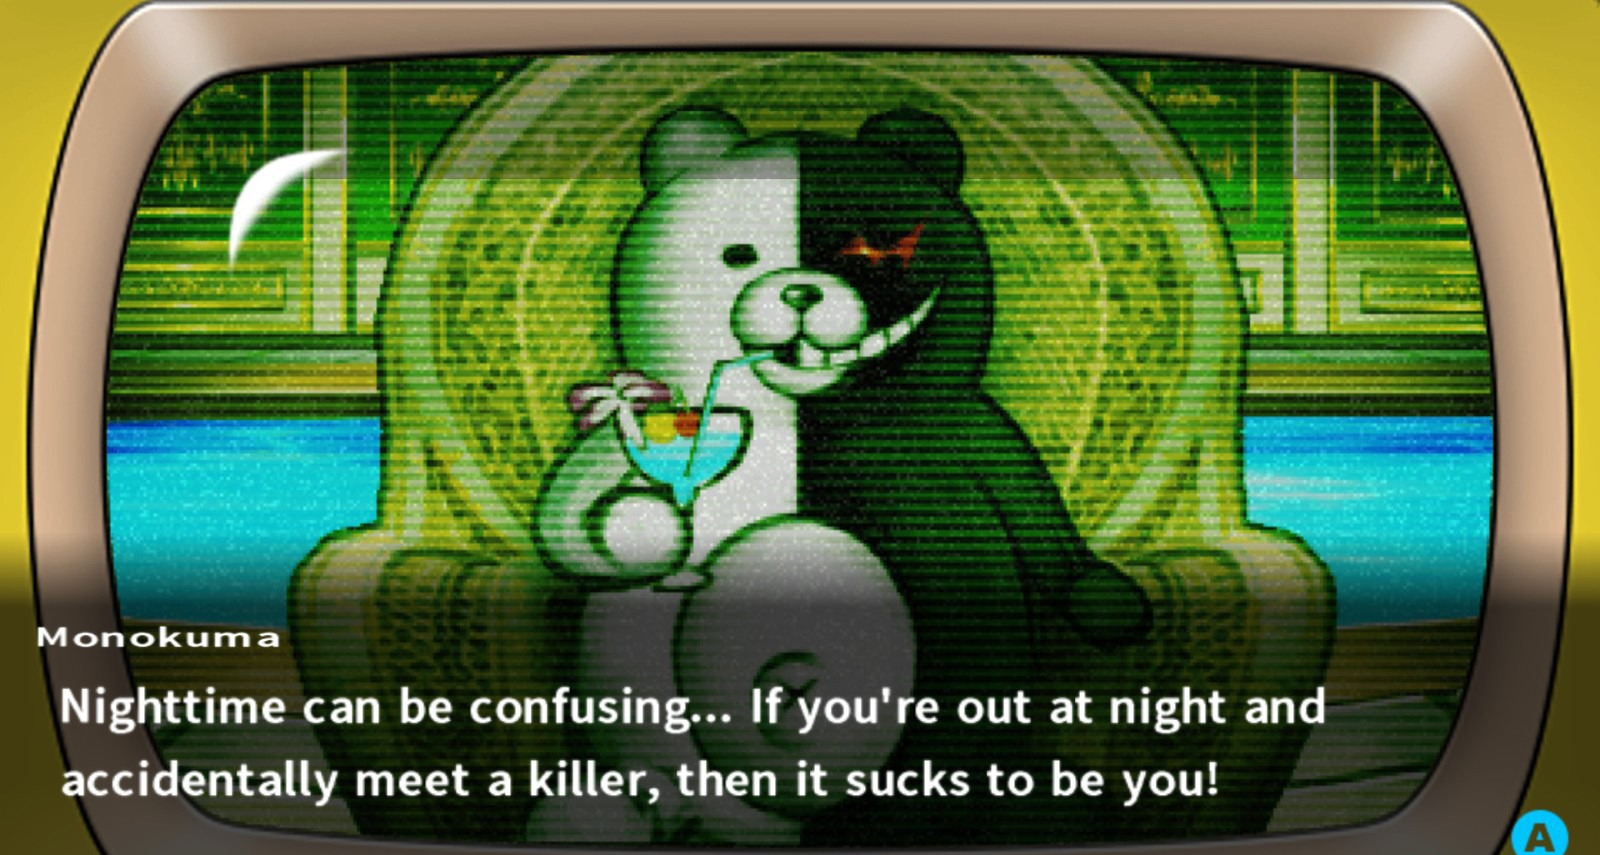 Monokuma
Nighttime can be confusing... If you're out at night and
accidentally meet a killer, then it sucks to be you!
A